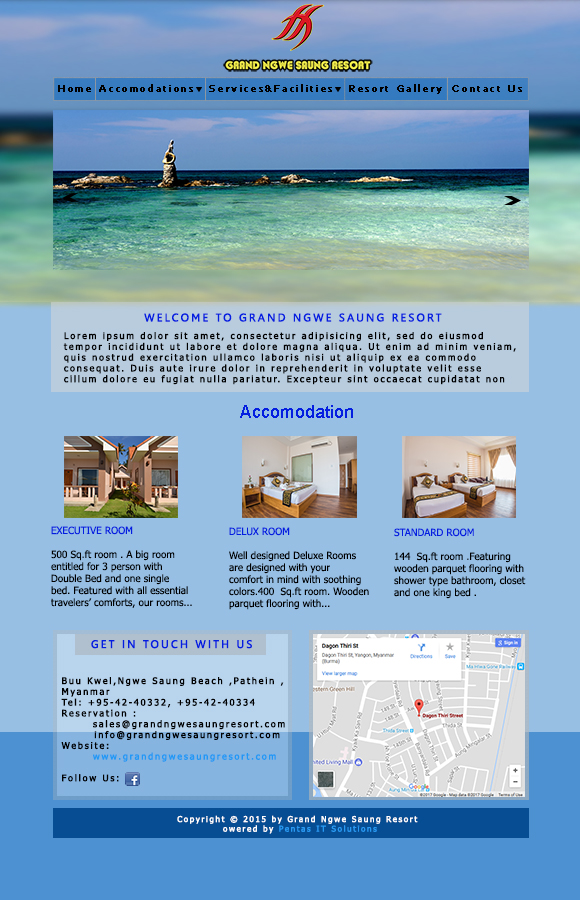 GRAND NGWE SAUNG RESORT
Home Accomodations Services&Facilities Resort Gallery Contact Us
WELCOME TO GRAND NGWE SAUNG RESORT
Lorem ipsum dolor sit amet, consectetur adipisicing elit, sed do eiusmod
tempor incididunt ut labore et dolore magna aliqua. Ut enim ad minim veniam,
quis nostrud exercitation ullamco laboris nisi ut aliquip ex ea commodo
consequat. Duis aute irure dolor in reprehenderit in voluptate velit esse
cillum dolore eu fugiat nulla pariatur. Excepteur sint occaecat cupidatat non
Accomodation
EXECUTIVE ROOM
500 Sq.ft room . A big room
entitled for 3 person with
Double Bed and one single
bed. Featured with all essential
travelers’ comforts, our rooms...
DELUX ROOM
Well designed Deluxe Rooms
are designed with your
comfort in mind with soothing
colors.400 Sq.ft room. Wooden
parquet flooring with...
STANDARD ROOM
144 Sq.ft room .Featuring
wooden parquet flooring with
shower type bathroom, closet
and one king bed .
GET IN TOUCH WITH US
Buu Kwel,Ngwe Saung Beach ,Pathein ,
Myanmar
Tel: +95-42-40332, +95-42-40334
Reservation :
sales@grandngwesaungresort.com
info@grandngwesaungresort.com
Website:
www.grandngwesaungresort.com
Follow Us:
Dagon Thiri St
Dagon Thiri St, Yangon, Myanmar
(Burma)
Directions
Save
View larger map
Sign in
estern Green Hill
Dagon Thiri Street
Thida Street
United Living Mall
Google
©2017 Google - Map data ©2017 Google
Terms of Use
Copyright © 2015 by Grand Ngwe Saung Resort
owered by Pentas IT Solutions